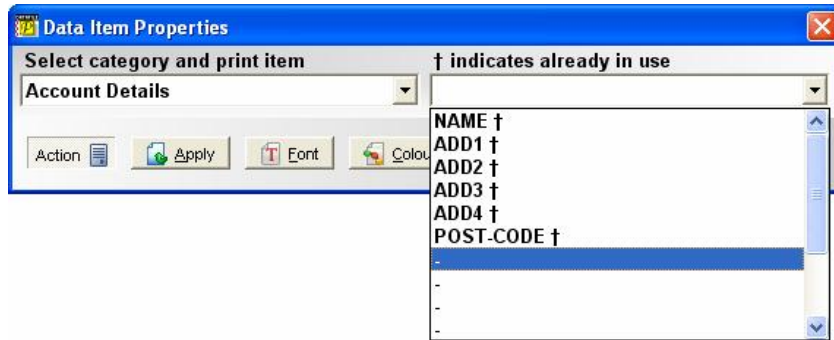 Data Item Properties
Select category and print item
† indicates already in use
Account Details
NAME †
ADD1 †
ADD2 †
ADD3 †
ADD4 †
POST-CODE †
-
-
-
-
Action
Apply
Font
Colou